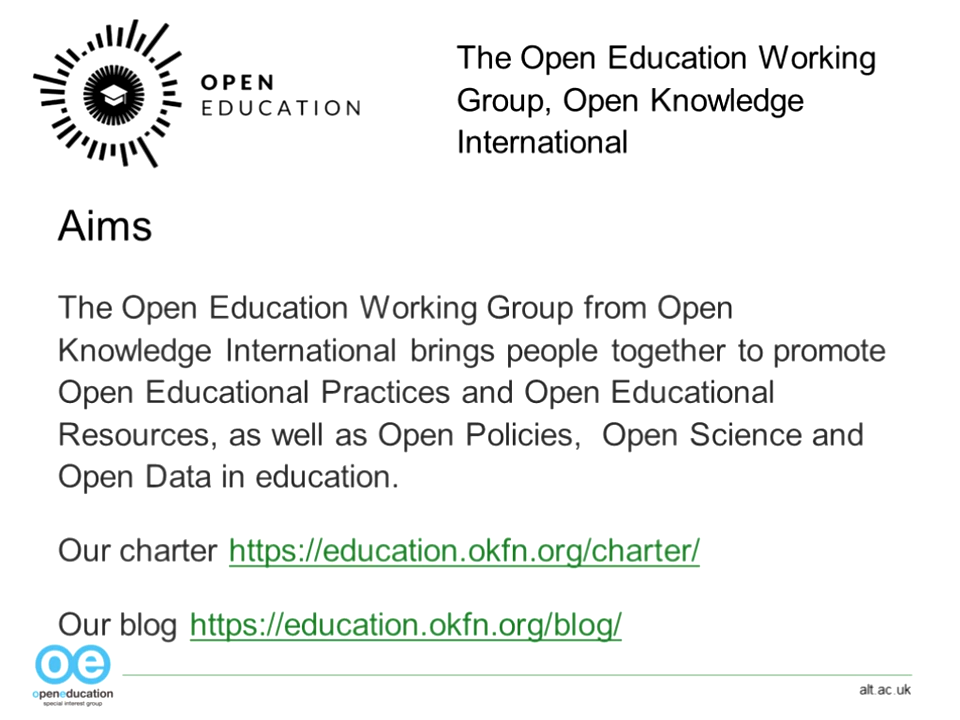 OPEN
EDUCATION
The Open Education Working
Group, Open Knowledge
International
Aims
The Open Education Working Group from Open
Knowledge International brings people together to promote
Open Educational Practices and Open Educational
Resources, as well as Open Policies,  Open Science and
Open Data in education.
Our charter https://education.okfn.org/charter/
Our blog https://education.okfn.org/blog/
oe
openeducation
special interest group
alt.ac.uk